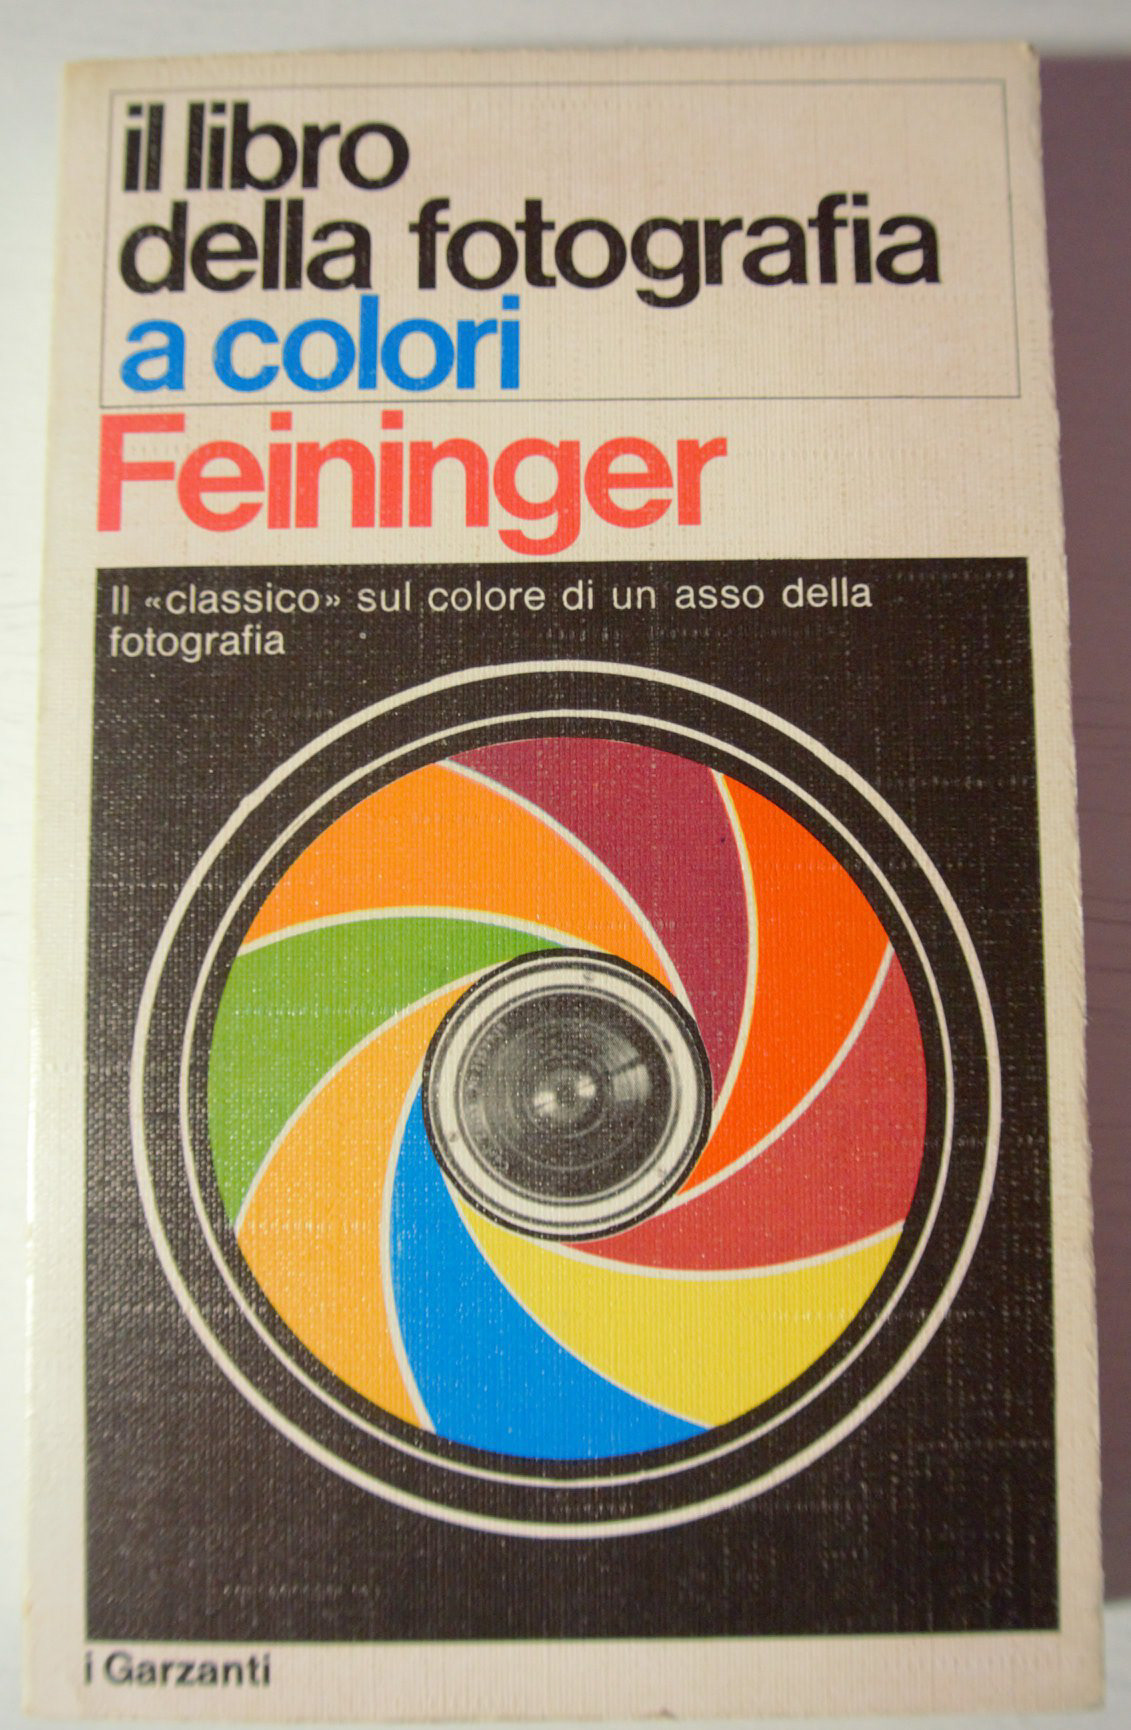 il libro
della fotografia
a colori
Feininger
Il «classico» sul colore di un asso della
fotografia
i Garzanti